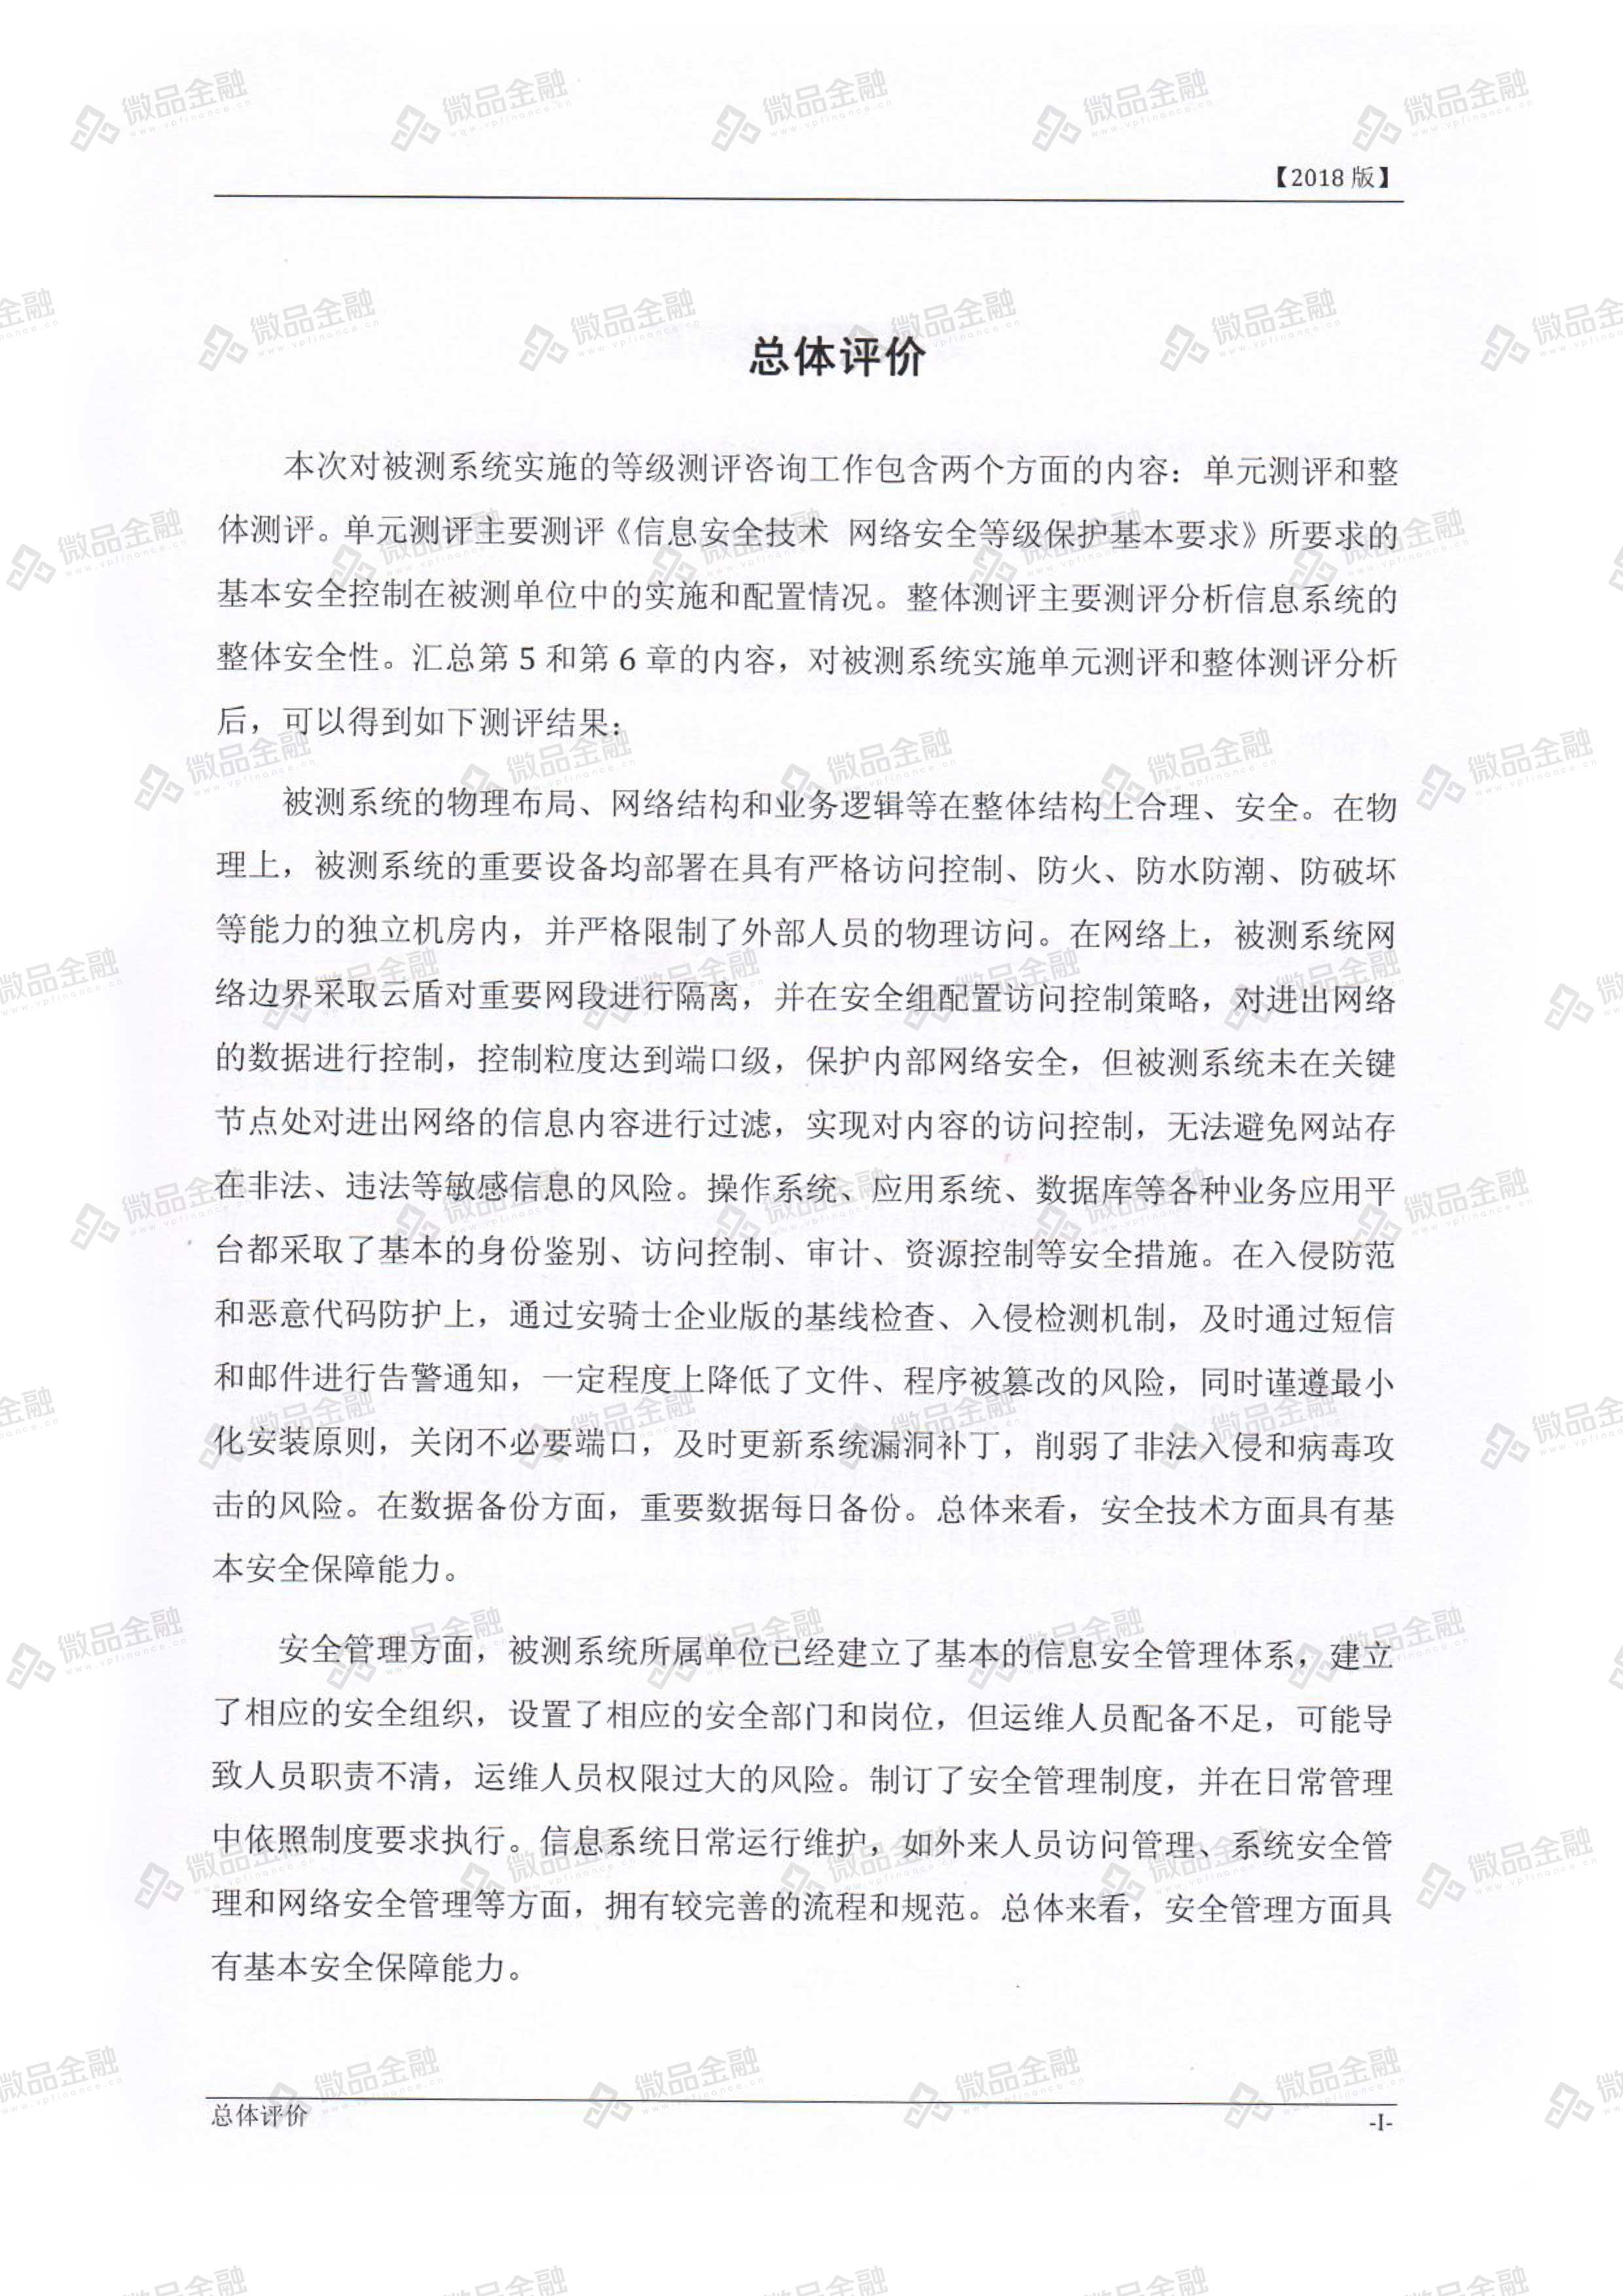 【2018 版】
总体评价
本次对被测系统实施的等级测评咨询工作包含两个方面的内容：单元测评和整
体测评。单元测评主要测评《信息安全技术 网络安全等级保护基本要求》所要求的
基本安全控制在被测单位中的实施和配置情况。整体测评主要测评分析信息系统的
整体安全性。汇总第 5 和第 6 章的内容，对被测系统实施单元测评和整体测评分析
后，可以得到如下测评结果：
被测系统的物理布局、网络结构和业务逻辑等在整体结构上合理、安全。在物
理上，被测系统的重要设备均部署在具有严格访问控制、防火、防水防潮、防破坏
等能力的独立机房内，并严格限制了外部人员的物理访问。在网络上，被测系统网
络边界采取云盾对重要网段进行隔离，并在安全组配置访问控制策略，对进出网络
的数据进行控制，控制粒度达到端口级，保护内部网络安全，但被测系统未在关键
节点处对进出网络的信息内容进行过滤，实现对内容的访问控制，无法避免网站存
在非法、违法等敏感信息的风险。操作系统、应用系统、数据库等各种业务应用平
台都采取了基本的身份鉴别、访问控制、审计、资源控制等安全措施。在入侵防范
和恶意代码防护上，通过安骑士企业版的基线检查、入侵检测机制，及时通过短信
和邮件进行告警通知，一定程度上降低了文件、程序被篡改的风险，同时谨遵最小
化安装原则，关闭不必要端口，及时更新系统漏洞补丁，削弱了非法入侵和病毒攻
击的风险。在数据备份方面，重要数据每日备份。总体来看，安全技术方面具有基
本安全保障能力。
安全管理方面，被测系统所属单位已经建立了基本的信息安全管理体系，建立
了相应的安全组织，设置了相应的安全部门和岗位，但运维人员配备不足，可能导
致人员职责不清，运维人员权限过大的风险。制订了安全管理制度，并在日常管理
中依照制度要求执行。信息系统日常运行维护，如外来人员访问管理、系统安全管
理和网络安全管理等方面，拥有较完善的流程和规范。总体来看，安全管理方面具
有基本安全保障能力。
总体评价
-I-
微品金融
www.vpfinance.cn